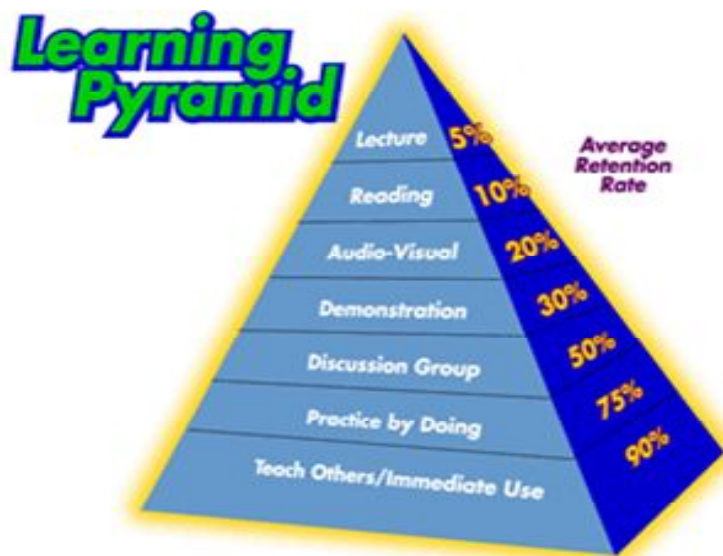 Learning
Pyramid
Average
Retention
Rate
Lecture 5%
Reading 10%
Audio-Visual 20%
Demonstration 30%
Discussion Group 50%
Practice by Doing 75%
Teach Others/Immediate Use 90%